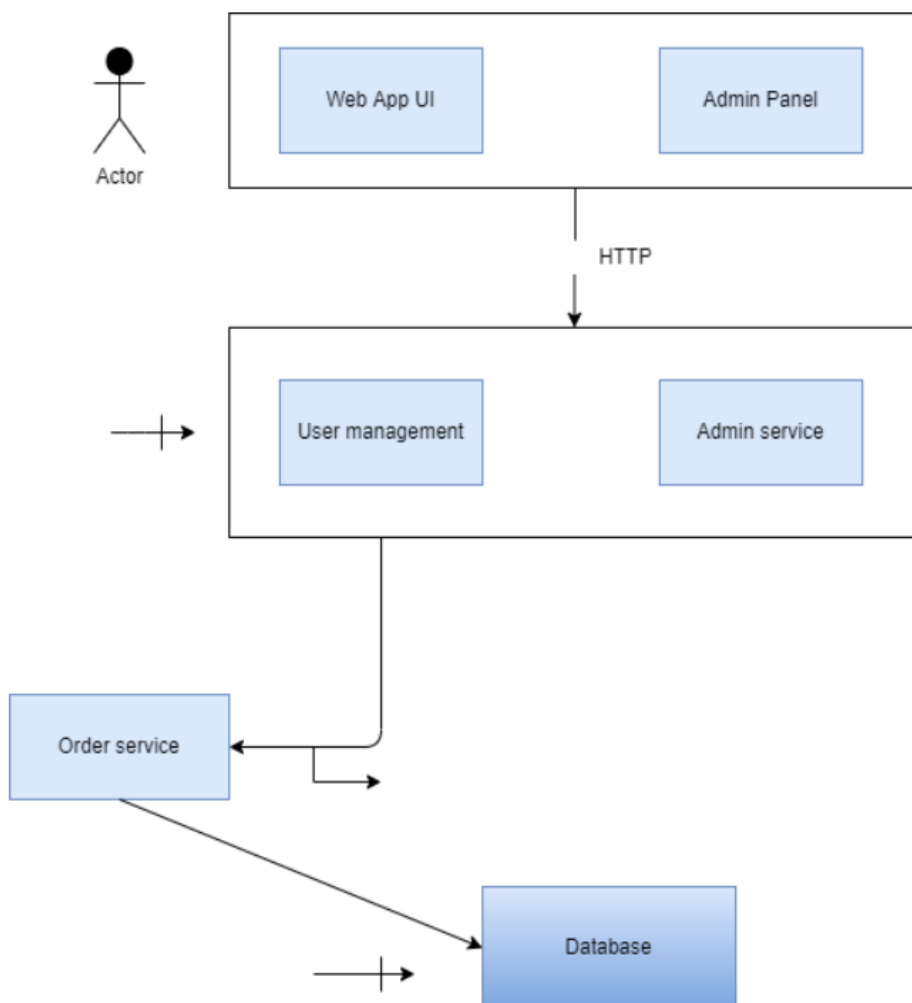 Web App UI
Admin Panel
Actor
HTTP
User management
Admin service
Order service
Database